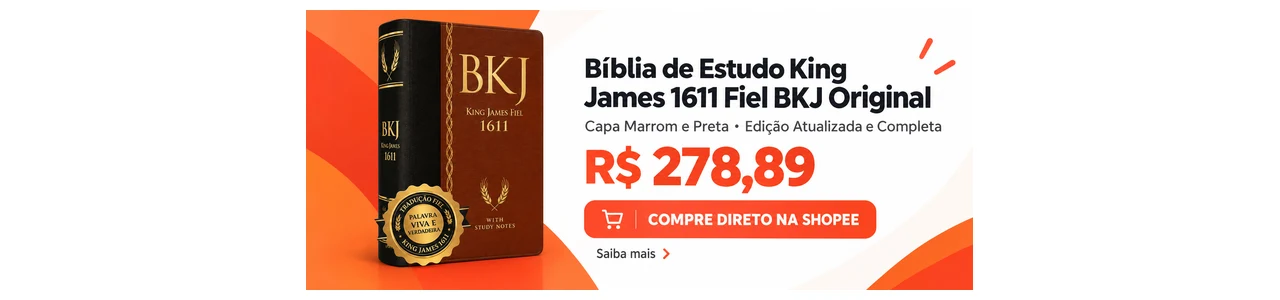 BKJ
KING JAMES FIEL
1611
BKJ
KING JAMES
1611
WITH
STUDY NOTES
TRADUÇÃO FIEL
PALAVRA
VIVA E
VERDADEIRA
KING JAMES 1611
Bíblia de Estudo King
James 1611 Fiel BKJ Original
Capa Marrom e Preta • Edição Atualizada e Completa
R$ 278,89
COMPRE DIRETO NA SHOPEE
Saiba mais